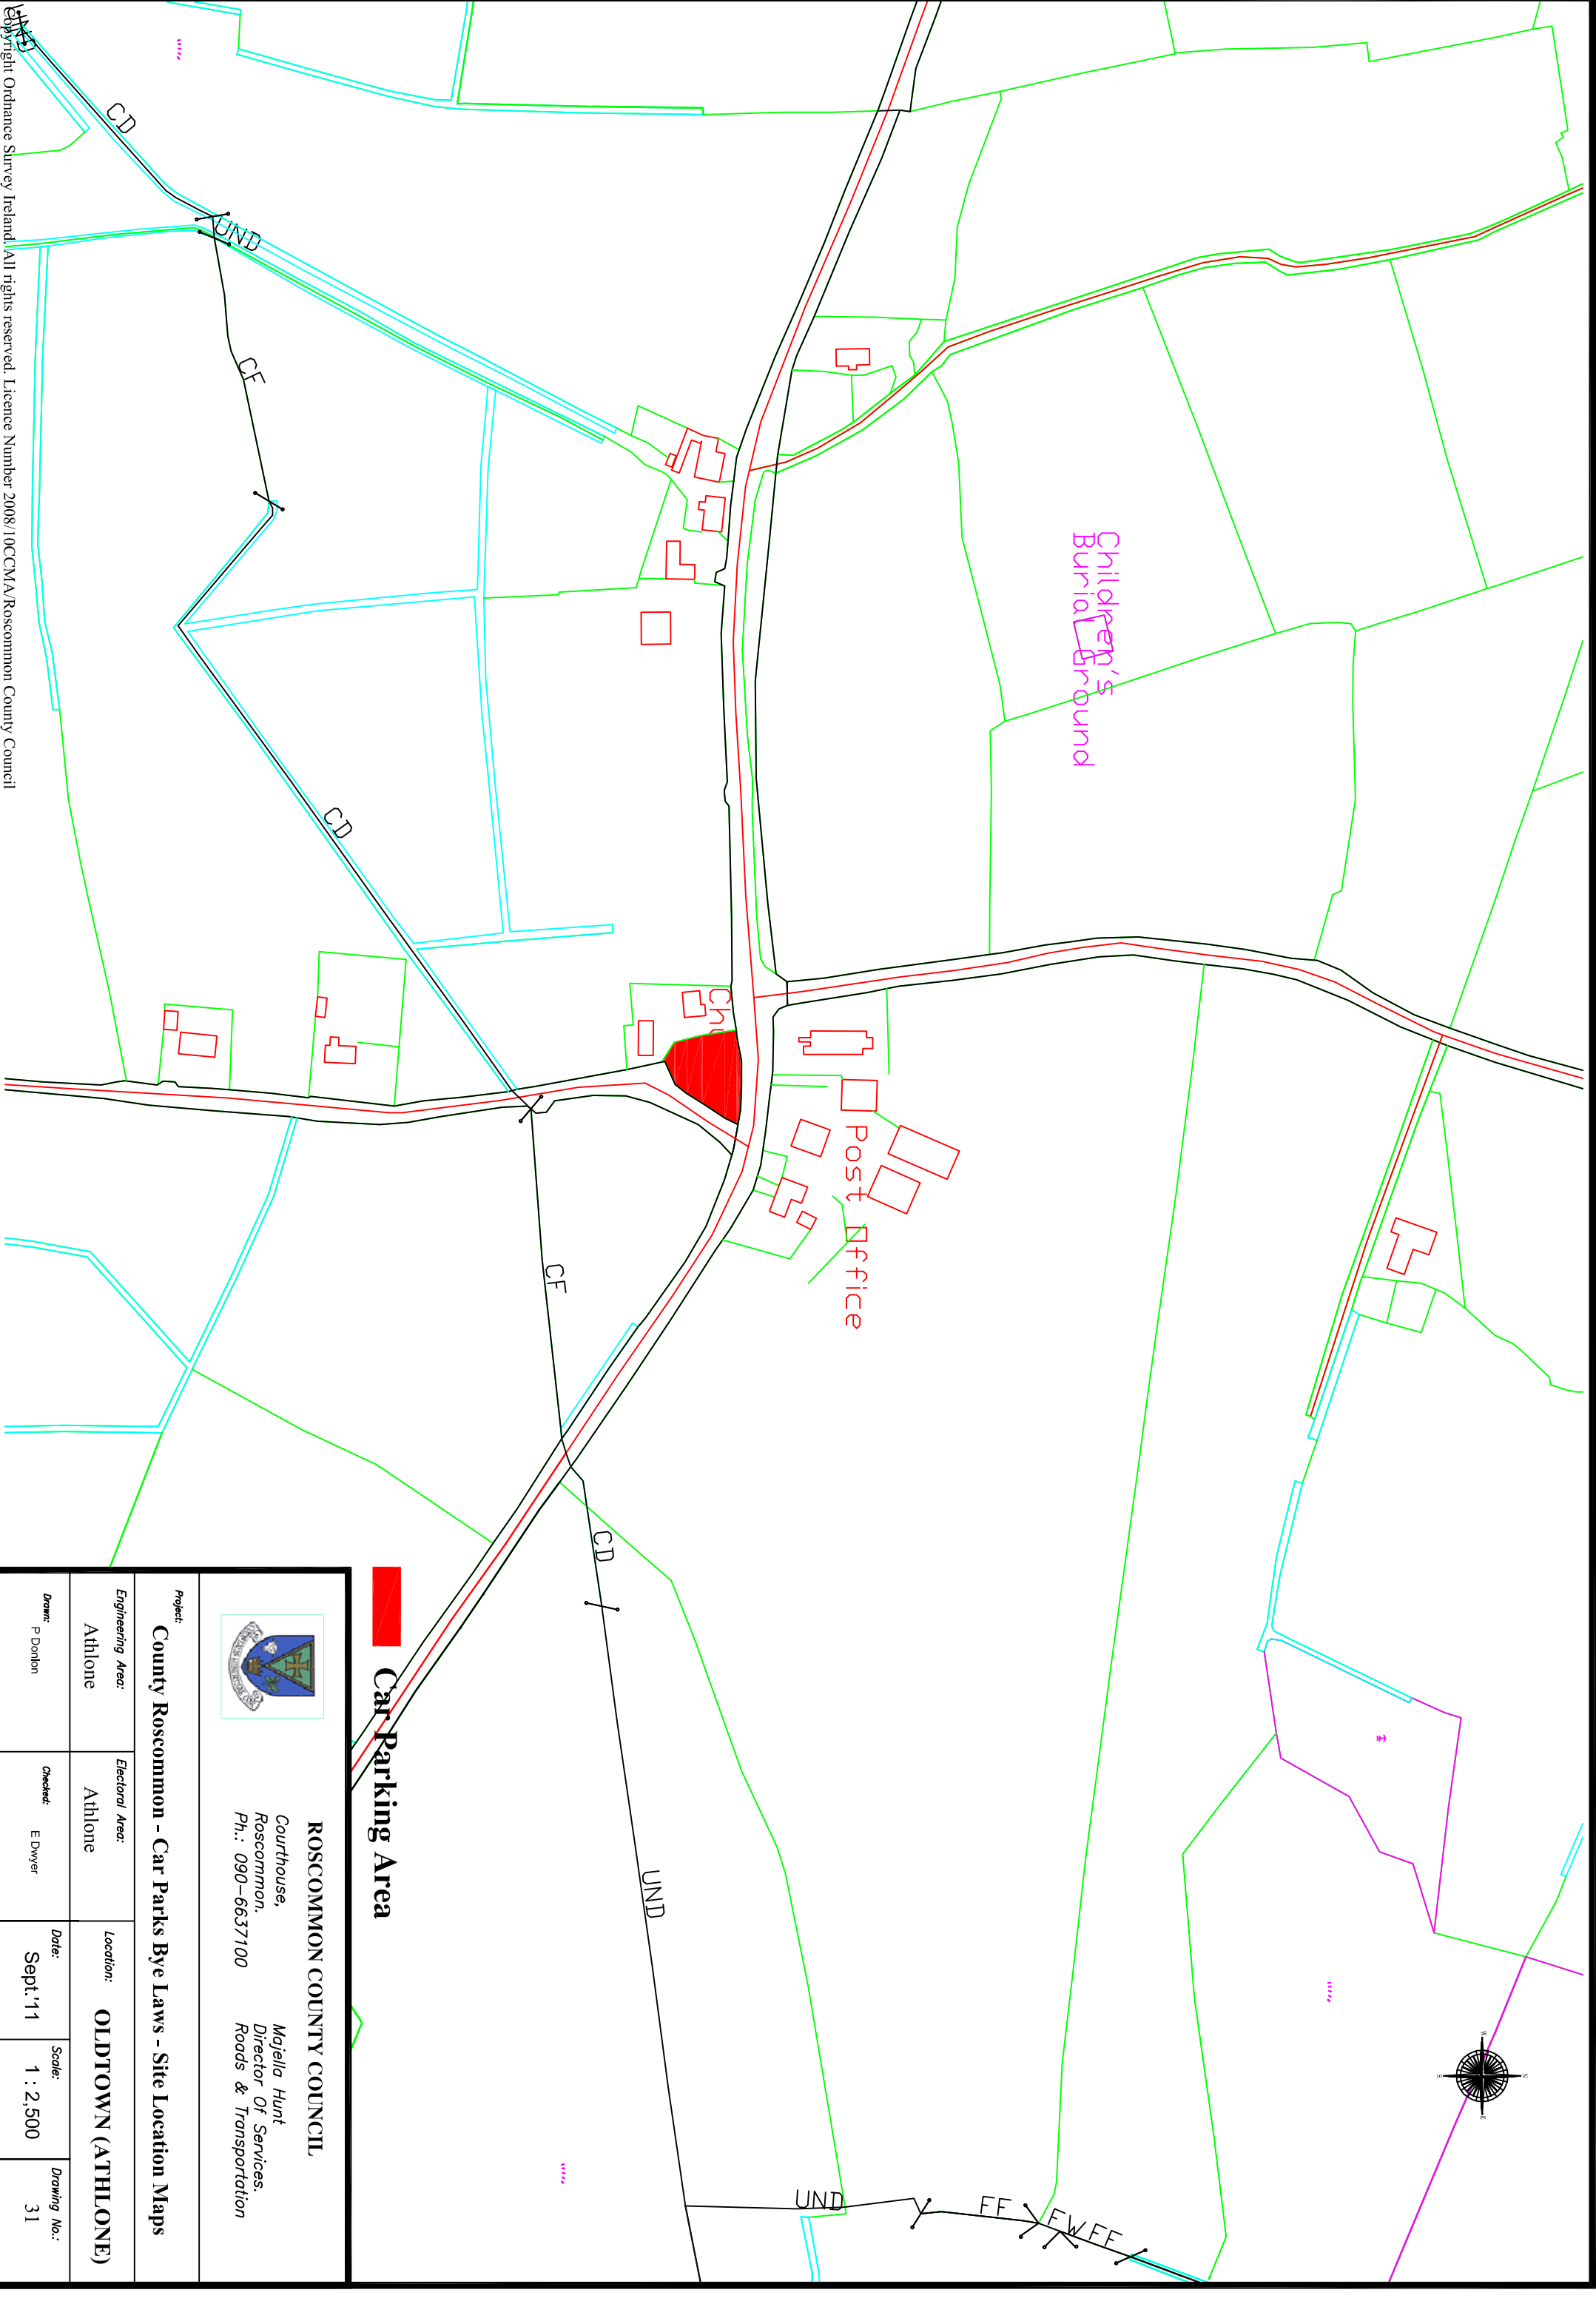 UND
CD
UND
CF
CD
Children's
Burial Ground
Post Office
CF
CD
UND
UND
FF
FW
FF
W
N
S
E
Car Parking Area
ROSCOMMON COUNTY COUNCIL
Courthouse,
Roscommon.
Ph.: 090-6637100
Majella Hunt
Director Of Services.
Roads & Transportation
Project:
County Roscommon - Car Parks Bye Laws - Site Location Maps
Engineering Area:
Athlone
Electoral Area:
Athlone
Location:
OLDTOWN (ATHLONE)
Drawn:
P Donlon
Checked:
E Dwyer
Date:
Sept.'11
Scale:
1 : 2,500
Drawing No.:
31
Copyright Ordnance Survey Ireland. All rights reserved. Licence Number 2008/10CCMA/Roscommon County Council